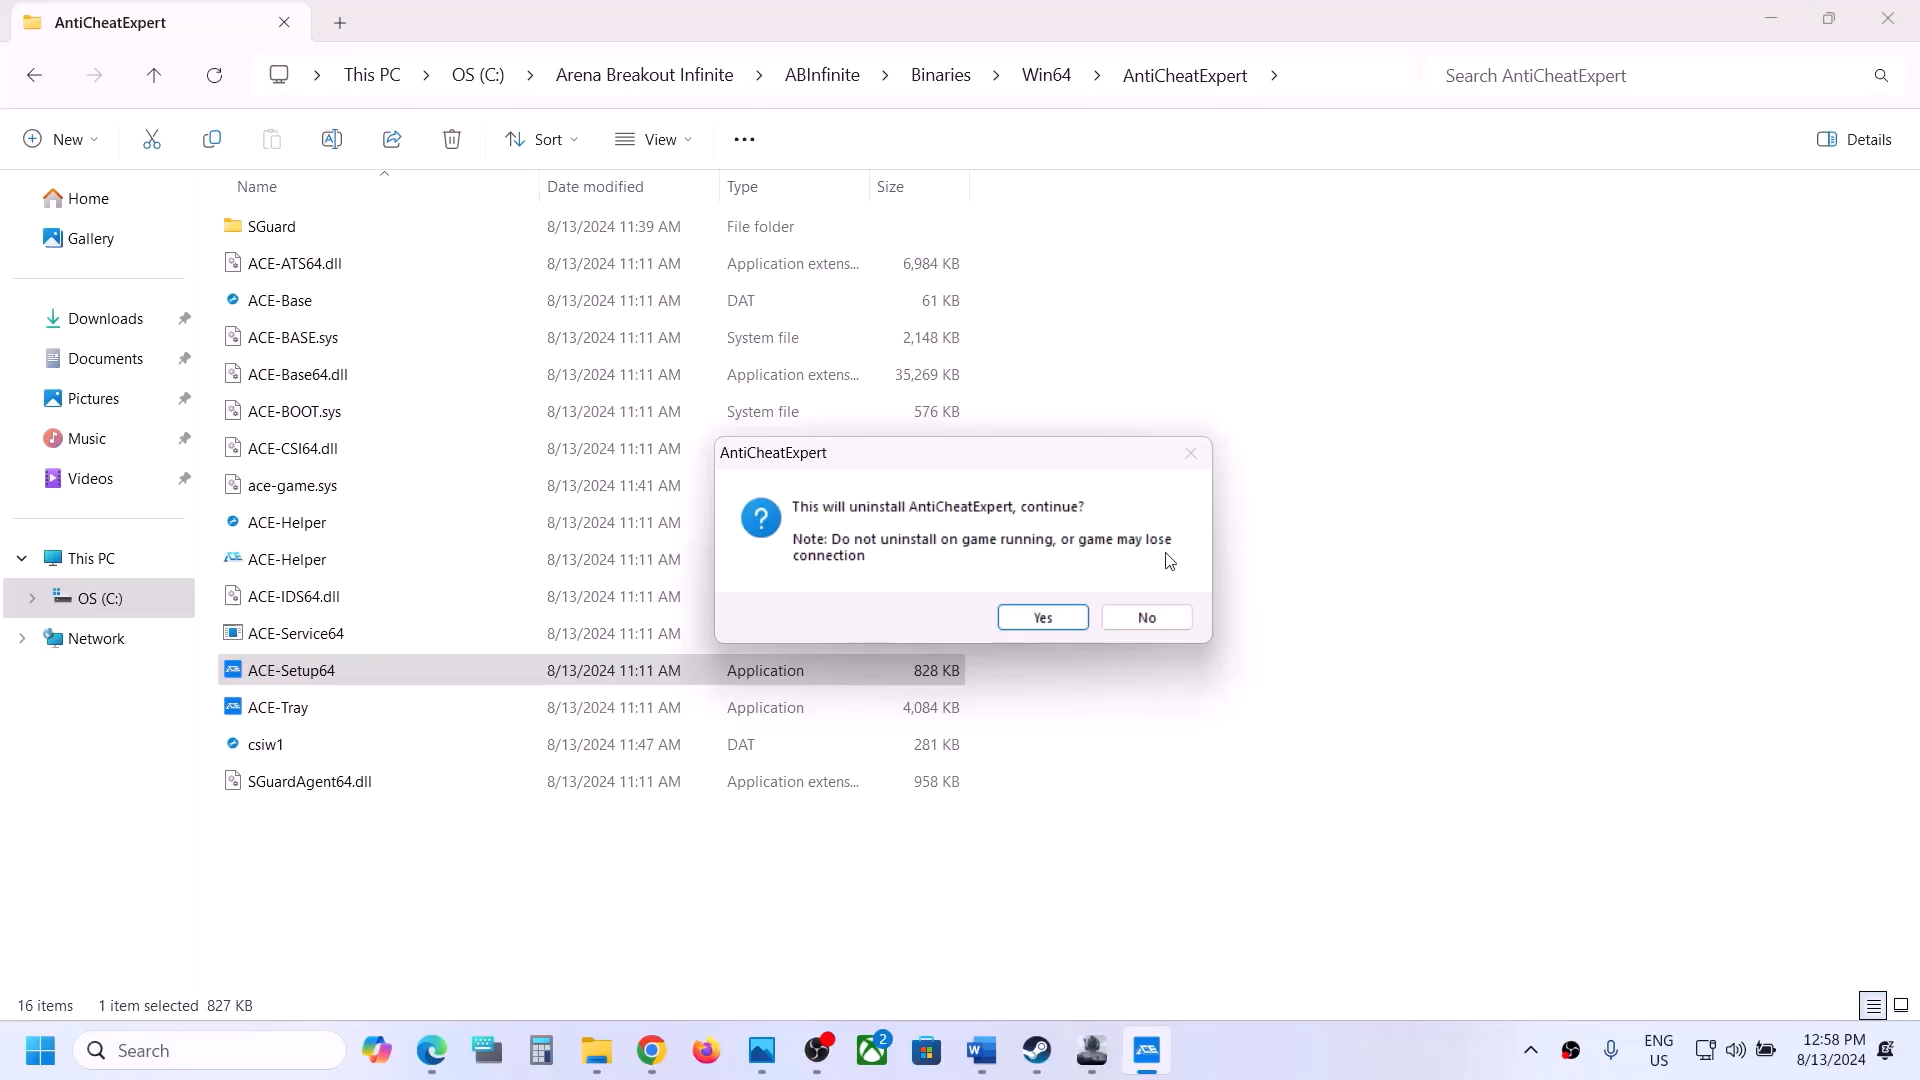 AntiCheatExpert
This PC > OS (C:) > Arena Breakout Infinite > ABInfinite > Binaries > Win64 > AntiCheatExpert >
Search AntiCheatExpert
New
Sort
View
Details
Name Date modified Type Size
Home
Gallery
Downloads
Documents
Pictures
Music
Videos
This PC
OS (C:)
Network
SGuard 8/13/2024 11:39 AM File folder
ACE-ATS64.dll 8/13/2024 11:11 AM Application extens... 6,984 KB
ACE-Base 8/13/2024 11:11 AM DAT 61 KB
ACE-BASE.sys 8/13/2024 11:11 AM System file 2,148 KB
ACE-Base64.dll 8/13/2024 11:11 AM Application extens... 35,269 KB
ACE-BOOT.sys 8/13/2024 11:11 AM System file 576 KB
ACE-CSI64.dll 8/13/2024 11:11 AM
ace-game.sys 8/13/2024 11:41 AM
ACE-Helper 8/13/2024 11:11 AM
ACE-Helper 8/13/2024 11:11 AM
ACE-IDS64.dll 8/13/2024 11:11 AM
ACE-Service64 8/13/2024 11:11 AM
ACE-Setup64 8/13/2024 11:11 AM Application 828 KB
ACE-Tray 8/13/2024 11:11 AM Application 4,084 KB
csiw1 8/13/2024 11:47 AM DAT 281 KB
SGuardAgent64.dll 8/13/2024 11:11 AM Application extens... 958 KB
AntiCheatExpert
This will uninstall AntiCheatExpert, continue?
Note: Do not uninstall on game running, or game may lose
connection
Yes No
16 items 1 item selected 827 KB
Search
2
ENG
US
12:58 PM
8/13/2024